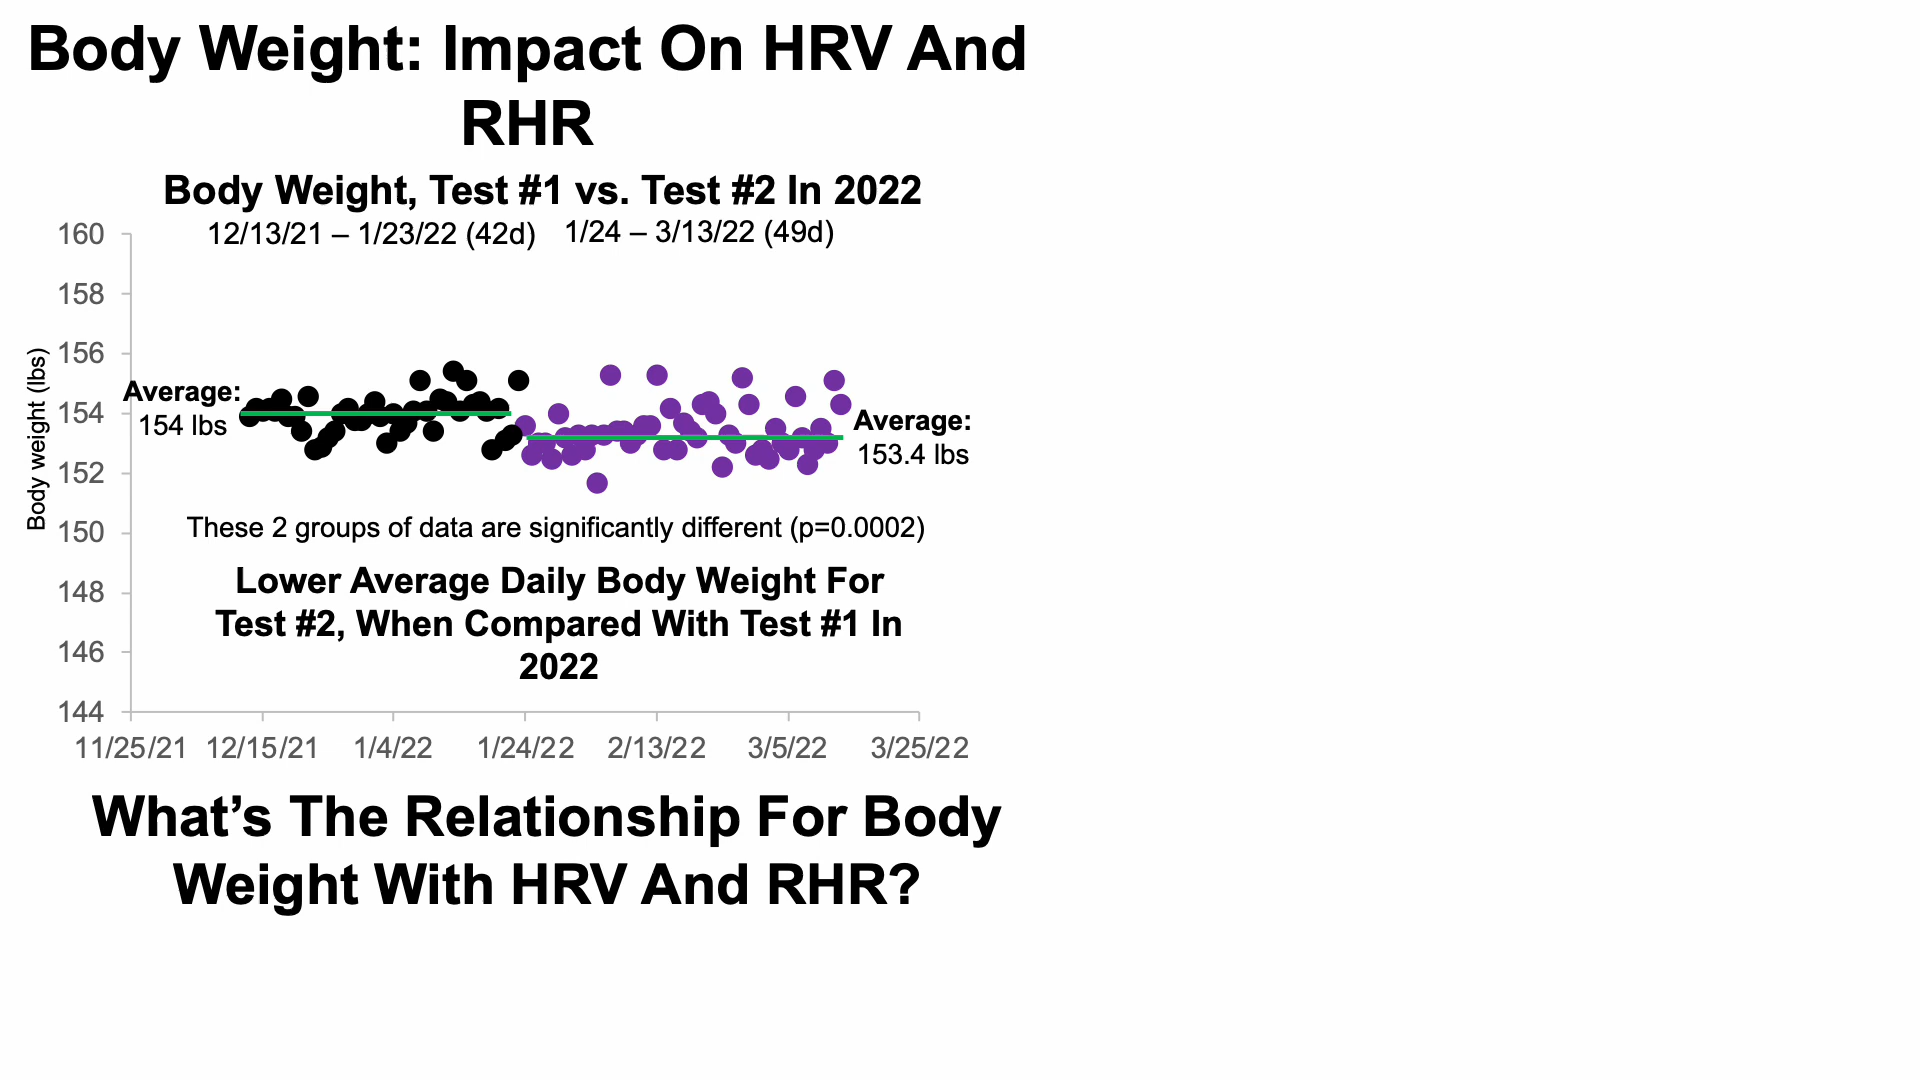 Body Weight: Impact On HRV And
RHR
Body Weight, Test #1 vs. Test #2 In 2022
12/13/21 – 1/23/22 (42d)
1/24 – 3/13/22 (49d)
160
158
156
154
152
150
148
146
144
Body weight (lbs)
Average:
154 lbs
Average:
153.4 lbs
These 2 groups of data are significantly different (p=0.0002)
Lower Average Daily Body Weight For
Test #2, When Compared With Test #1 In
2022
11/25/21 12/15/21 1/4/22 1/24/22 2/13/22 3/5/22 3/25/22
What’s The Relationship For Body
Weight With HRV And RHR?